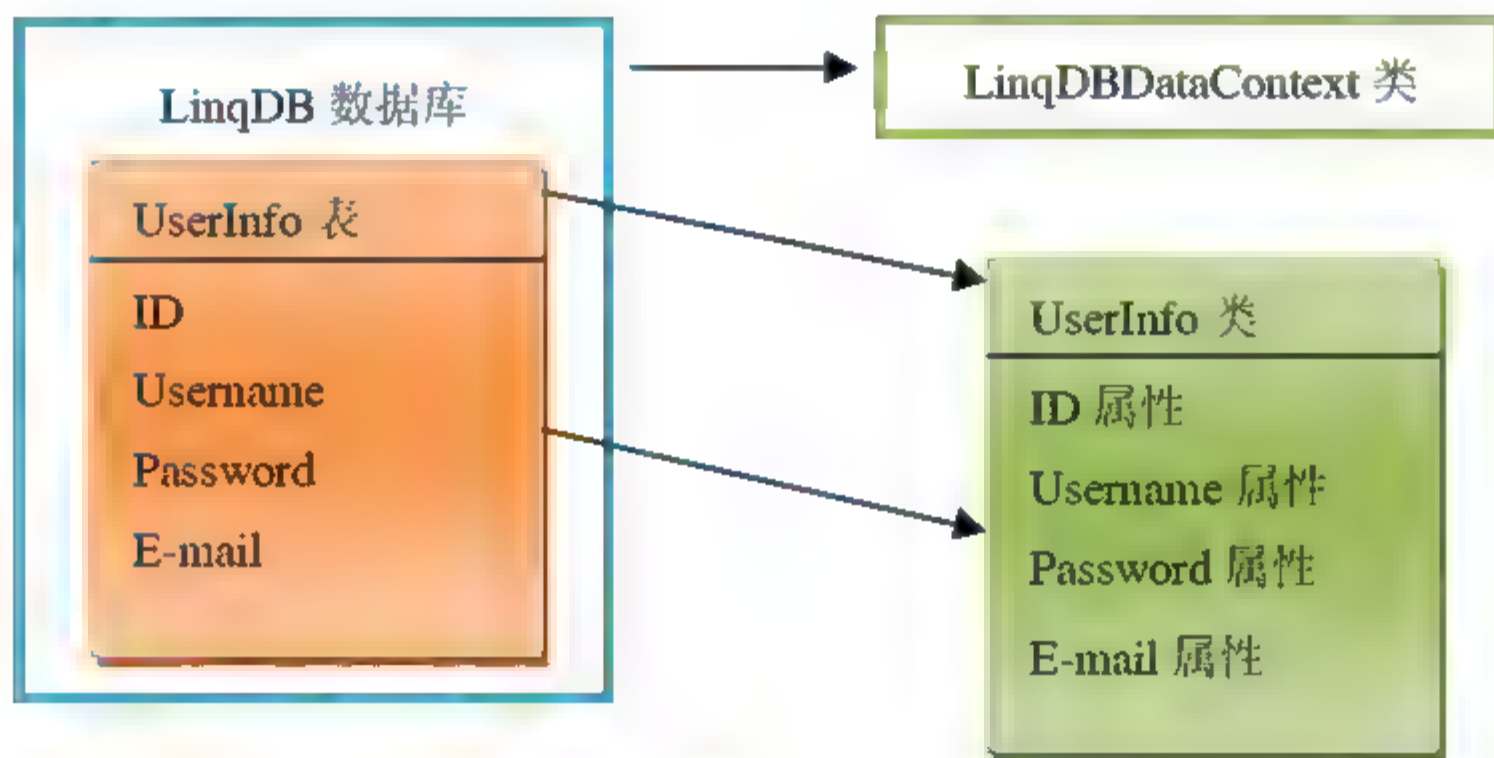 LinqDB 数据库
UserInfo 表
ID
Username
Password
E-mail
LinqDBDataContext 类
UserInfo 类
ID 属性
Username 属性
Password 属性
E-mail 属性